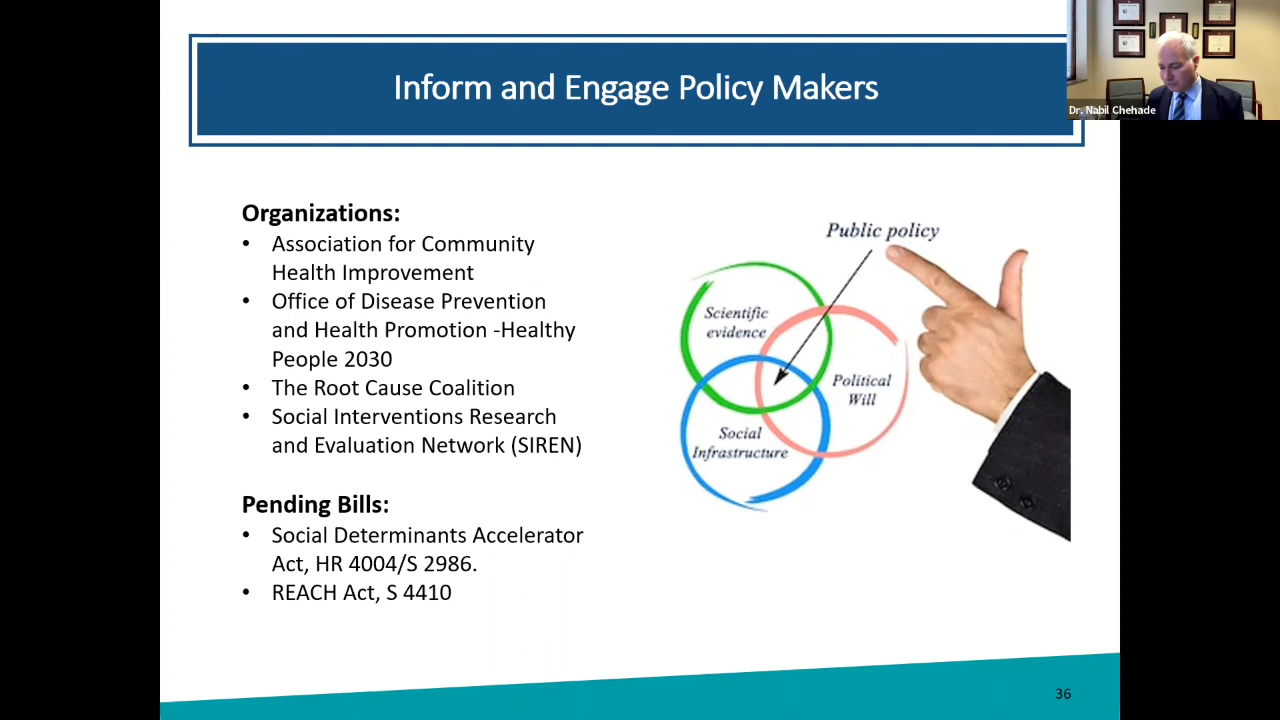 Inform and Engage Policy Makers
Dr. Nabil Chehade
Organizations:
• Association for Community
Health Improvement
• Office of Disease Prevention
and Health Promotion -Healthy
People 2030
• The Root Cause Coalition
• Social Interventions Research
and Evaluation Network (SIREN)
Pending Bills:
• Social Determinants Accelerator
Act, HR 4004/S 2986.
• REACH Act, S 4410
Public policy
Scientific
evidence
Political
Will
Social
Infrastructure
36